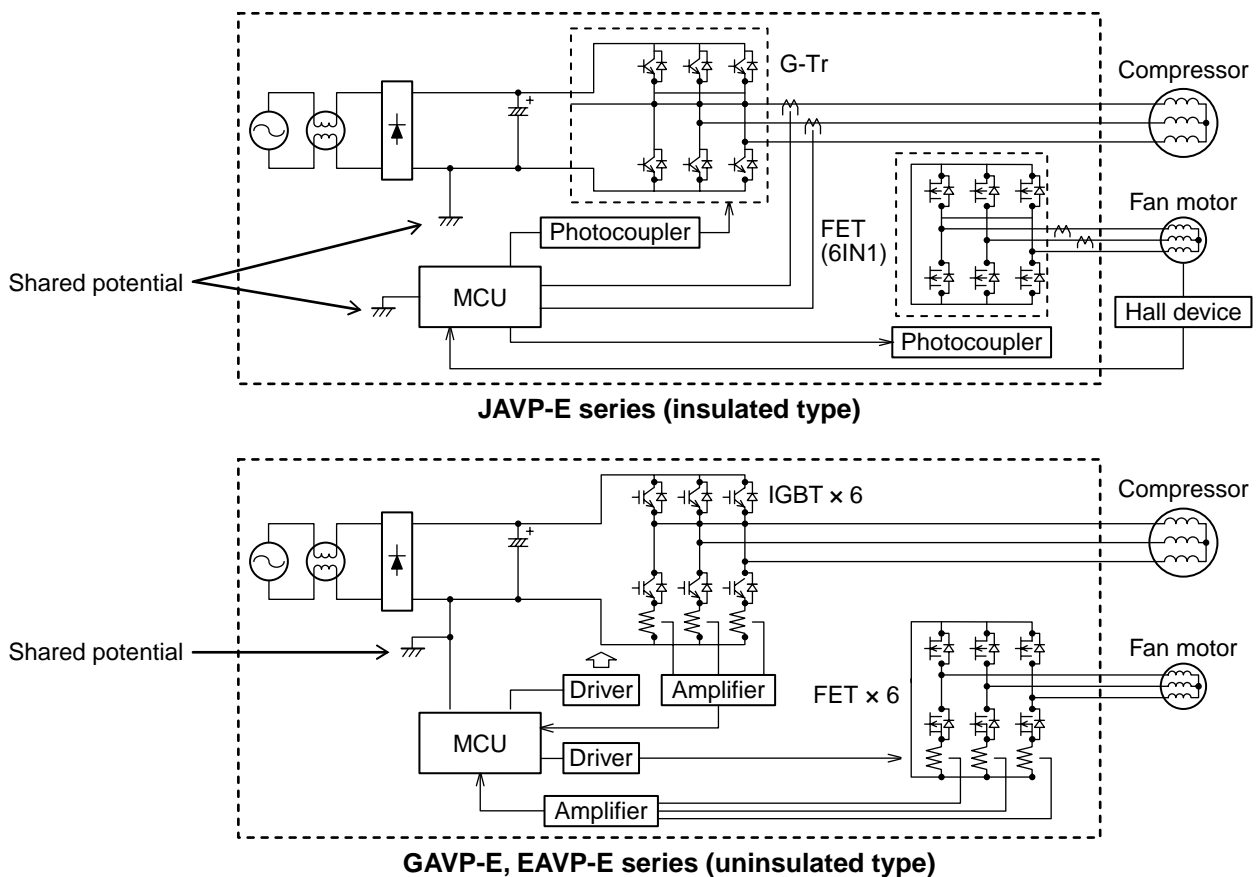 G-Tr
Compressor
+
Fan motor
Photocoupler
FET
(6IN1)
Shared potential
MCU
Hall device
Photocoupler
JAVP-E series (insulated type)
IGBT × 6
Compressor
+
Shared potential
Fan motor
Driver
Amplifier
FET × 6
MCU
Driver
Amplifier
GAVP-E, EAVP-E series (uninsulated type)